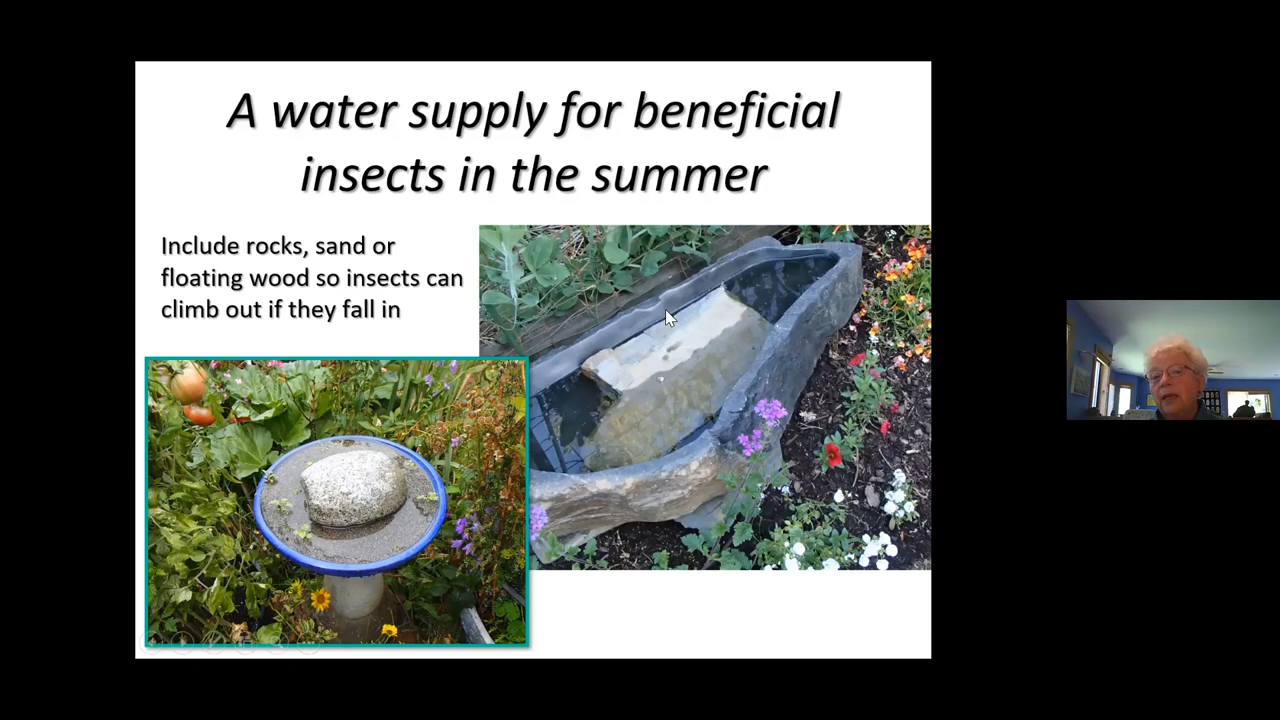 A water supply for beneficial
insects in the summer
Include rocks, sand or
floating wood so insects can
climb out if they fall in